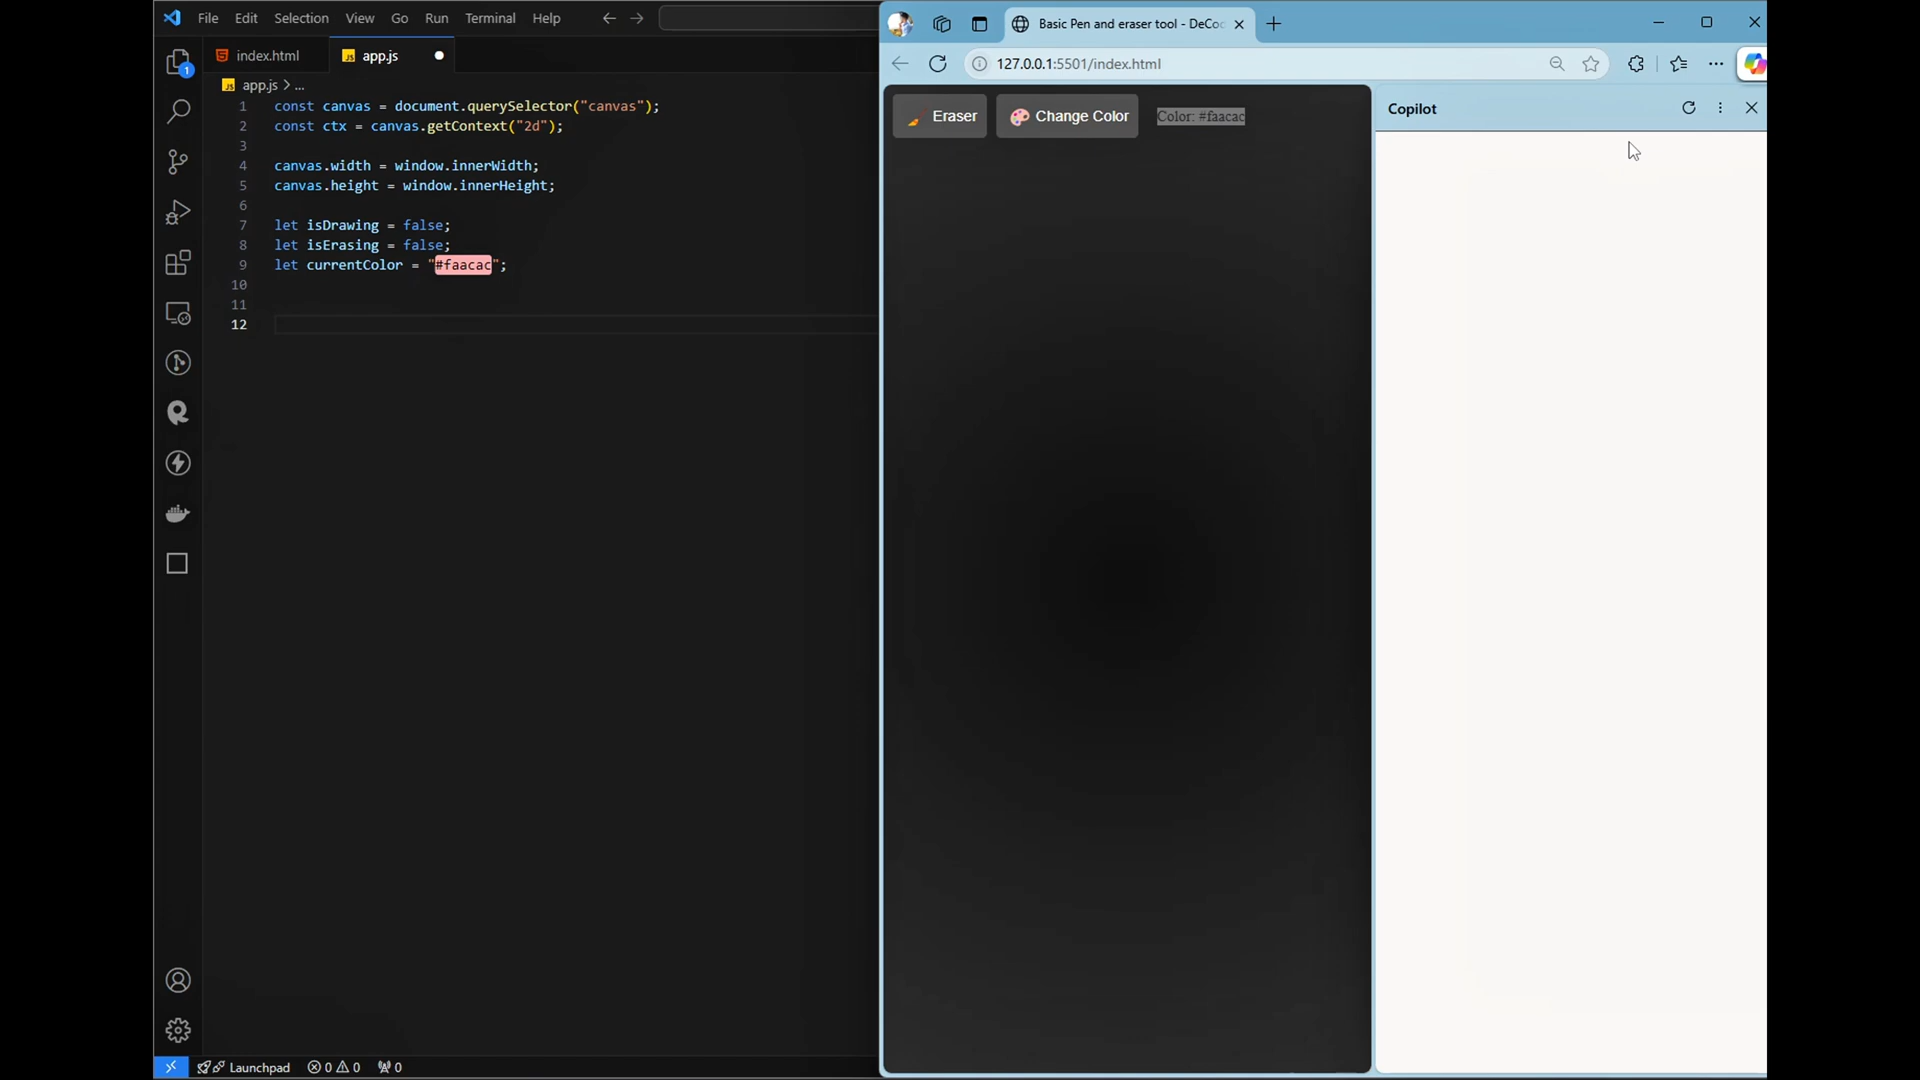 File Edit Selection View Go Run Terminal Help
index.html app.js
app.js > ...
1 const canvas = document.querySelector("canvas");
2 const ctx = canvas.getContext("2d");
3
4 canvas.width = window.innerWidth;
5 canvas.height = window.innerHeight;
6
7 let isDrawing = false;
8 let isErasing = false;
9 let currentColor = "#faacac";
10
11
12
1
Launchpad 0 0 0
Basic Pen and eraser tool - DeCod
127.0.0.1:5501/index.html
Eraser Change Color Color: #faacac
Copilot